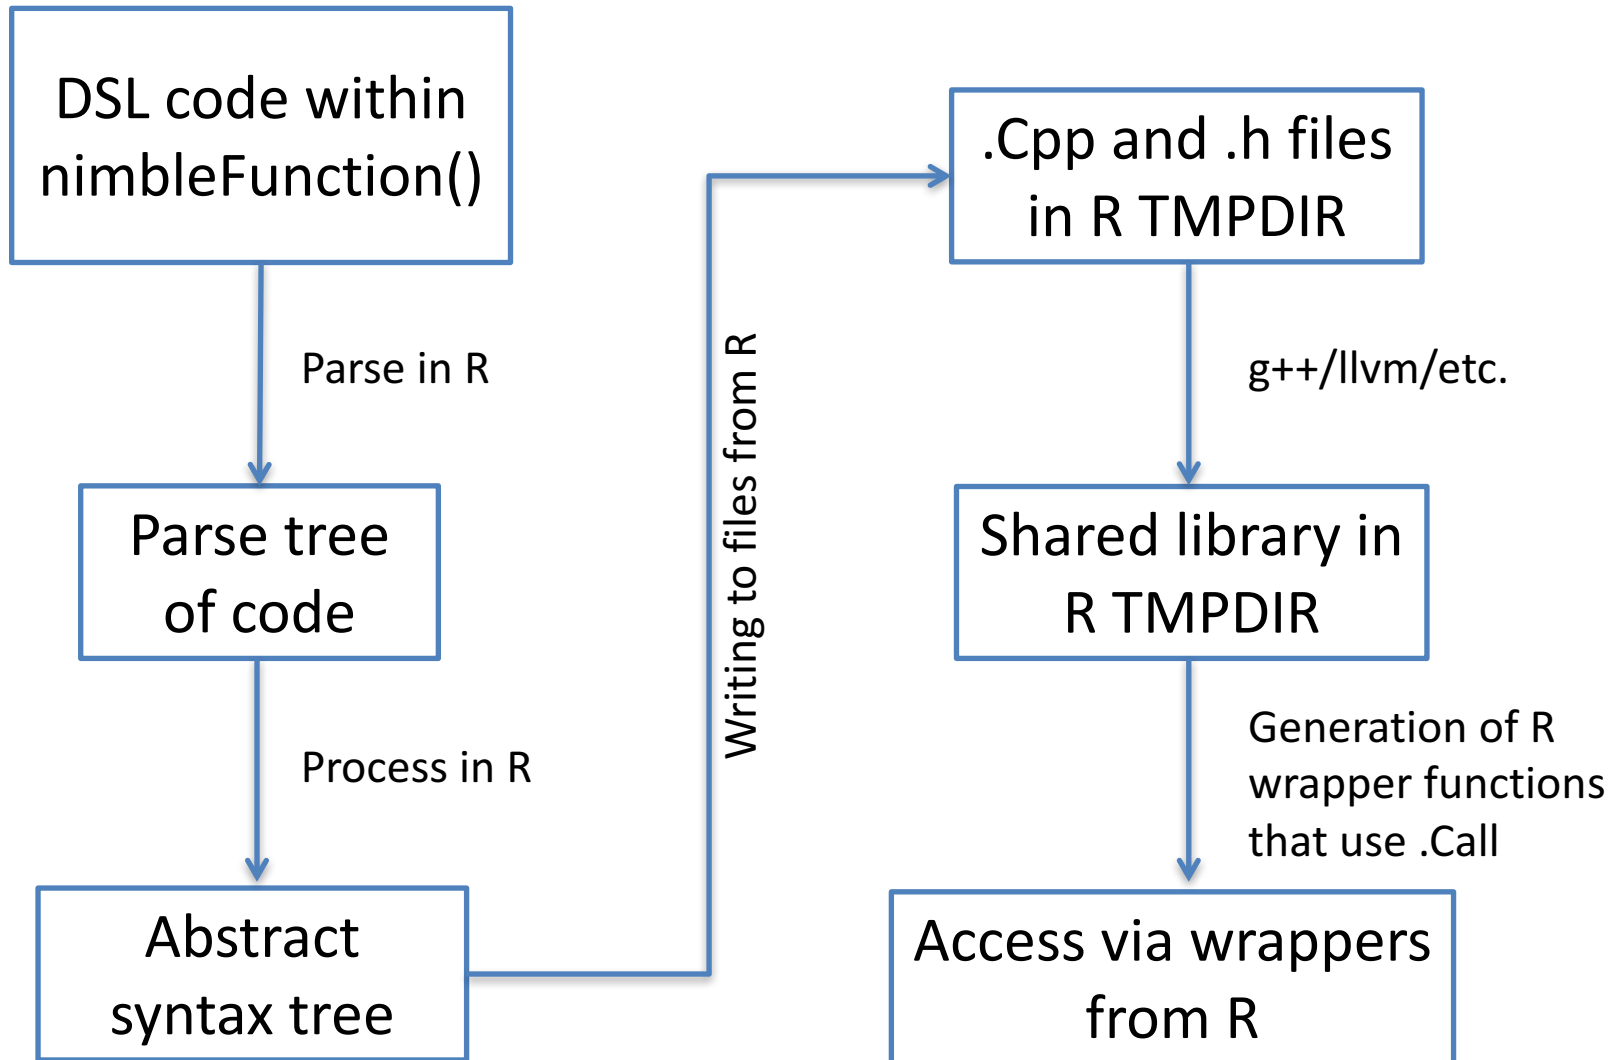 DSL code within
nimbleFunction()
Parse in R
Parse tree
of code
Process in R
Abstract
syntax tree
Writing to files from R
.Cpp and .h files
in R TMPDIR
g++/llvm/etc.
Shared library in
R TMPDIR
Generation of R
wrapper functions
that use .Call
Access via wrappers
from R